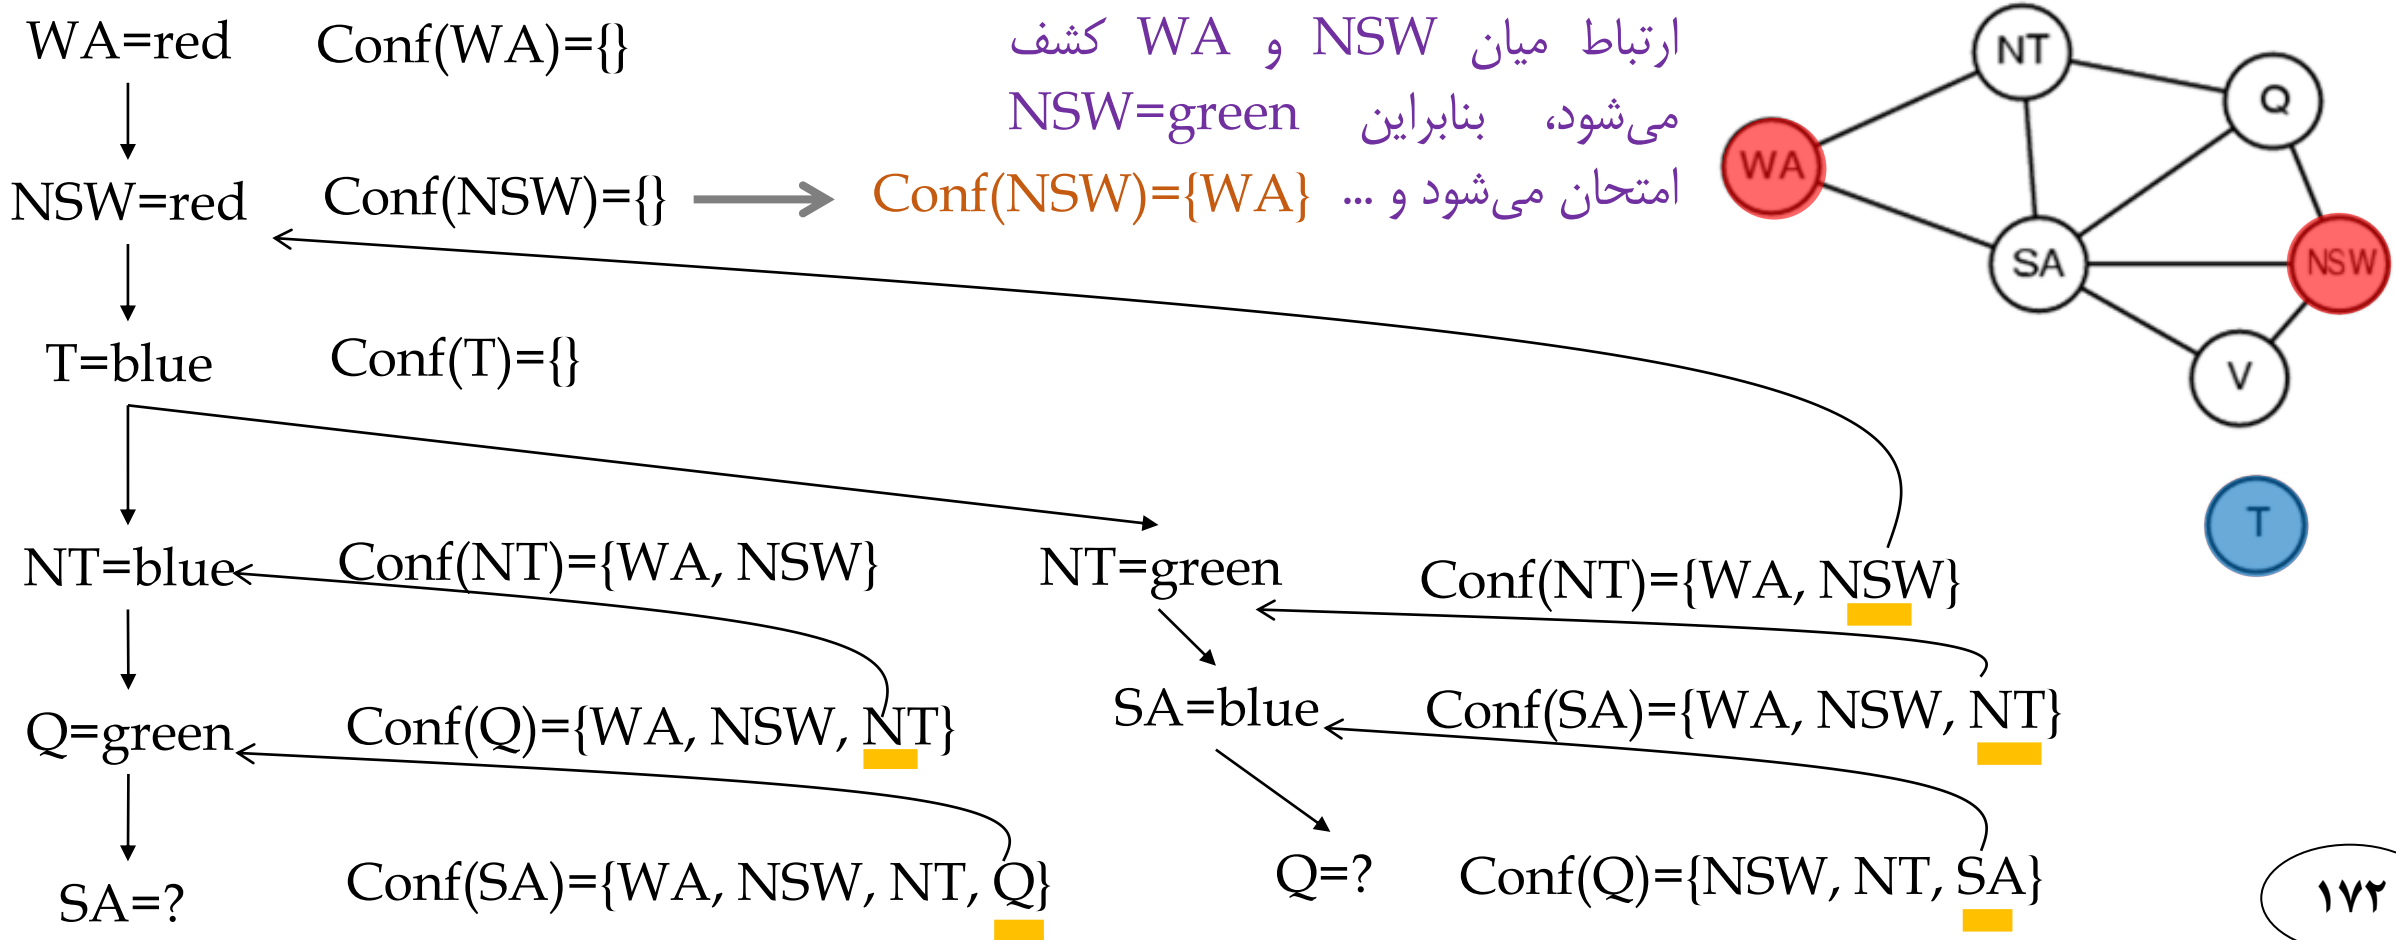 WA=red Conf(WA)={}
ارتباط میان NSW و WA کشف
می‌شود، بنابراین NSW=green
امتحان می‌شود و ...
NSW=red Conf(NSW)={} Conf(NSW)={WA}
T=blue Conf(T)={}
NT=blue Conf(NT)={WA, NSW}
Q=green Conf(Q)={WA, NSW, NT}
SA=? Conf(SA)={WA, NSW, NT, Q}
NT=green Conf(NT)={WA, NSW}
SA=blue Conf(SA)={WA, NSW, NT}
Q=? Conf(Q)={NSW, NT, SA}
NT
Q
WA
SA
NSW
V
T
۱۷۲